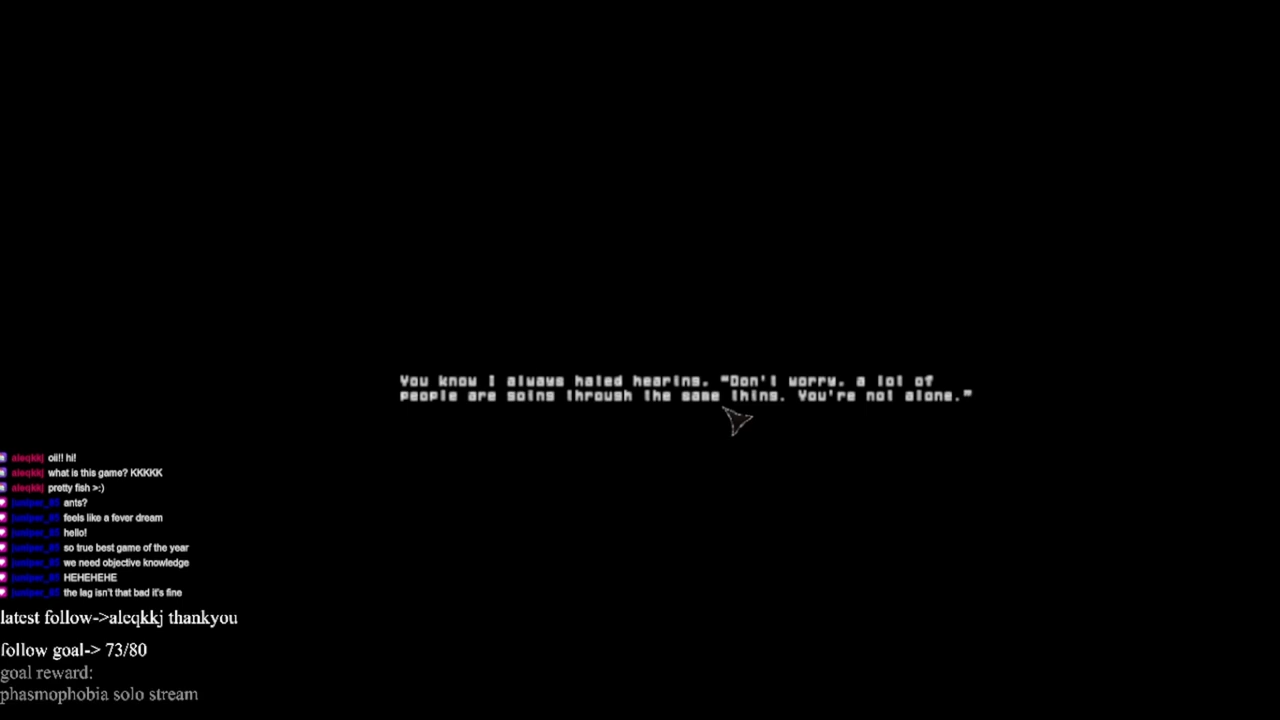 You know I always hated hearing. "Don't worry. a lot of
people are going through the same thing. You're not alone."
aleqkkj oii!! hi!
aleqkkj what is this game? KKKKK
aleqkkj pretty fish >:)
ants?
feels like a fever dream
hello!
so true best game of the year
we need objective knowledge
HEHEHEHE
the lag isn't that bad it's fine
latest follow->aleqkkj thankyou
follow goal-> 73/80
goal reward:
phasmophobia solo stream